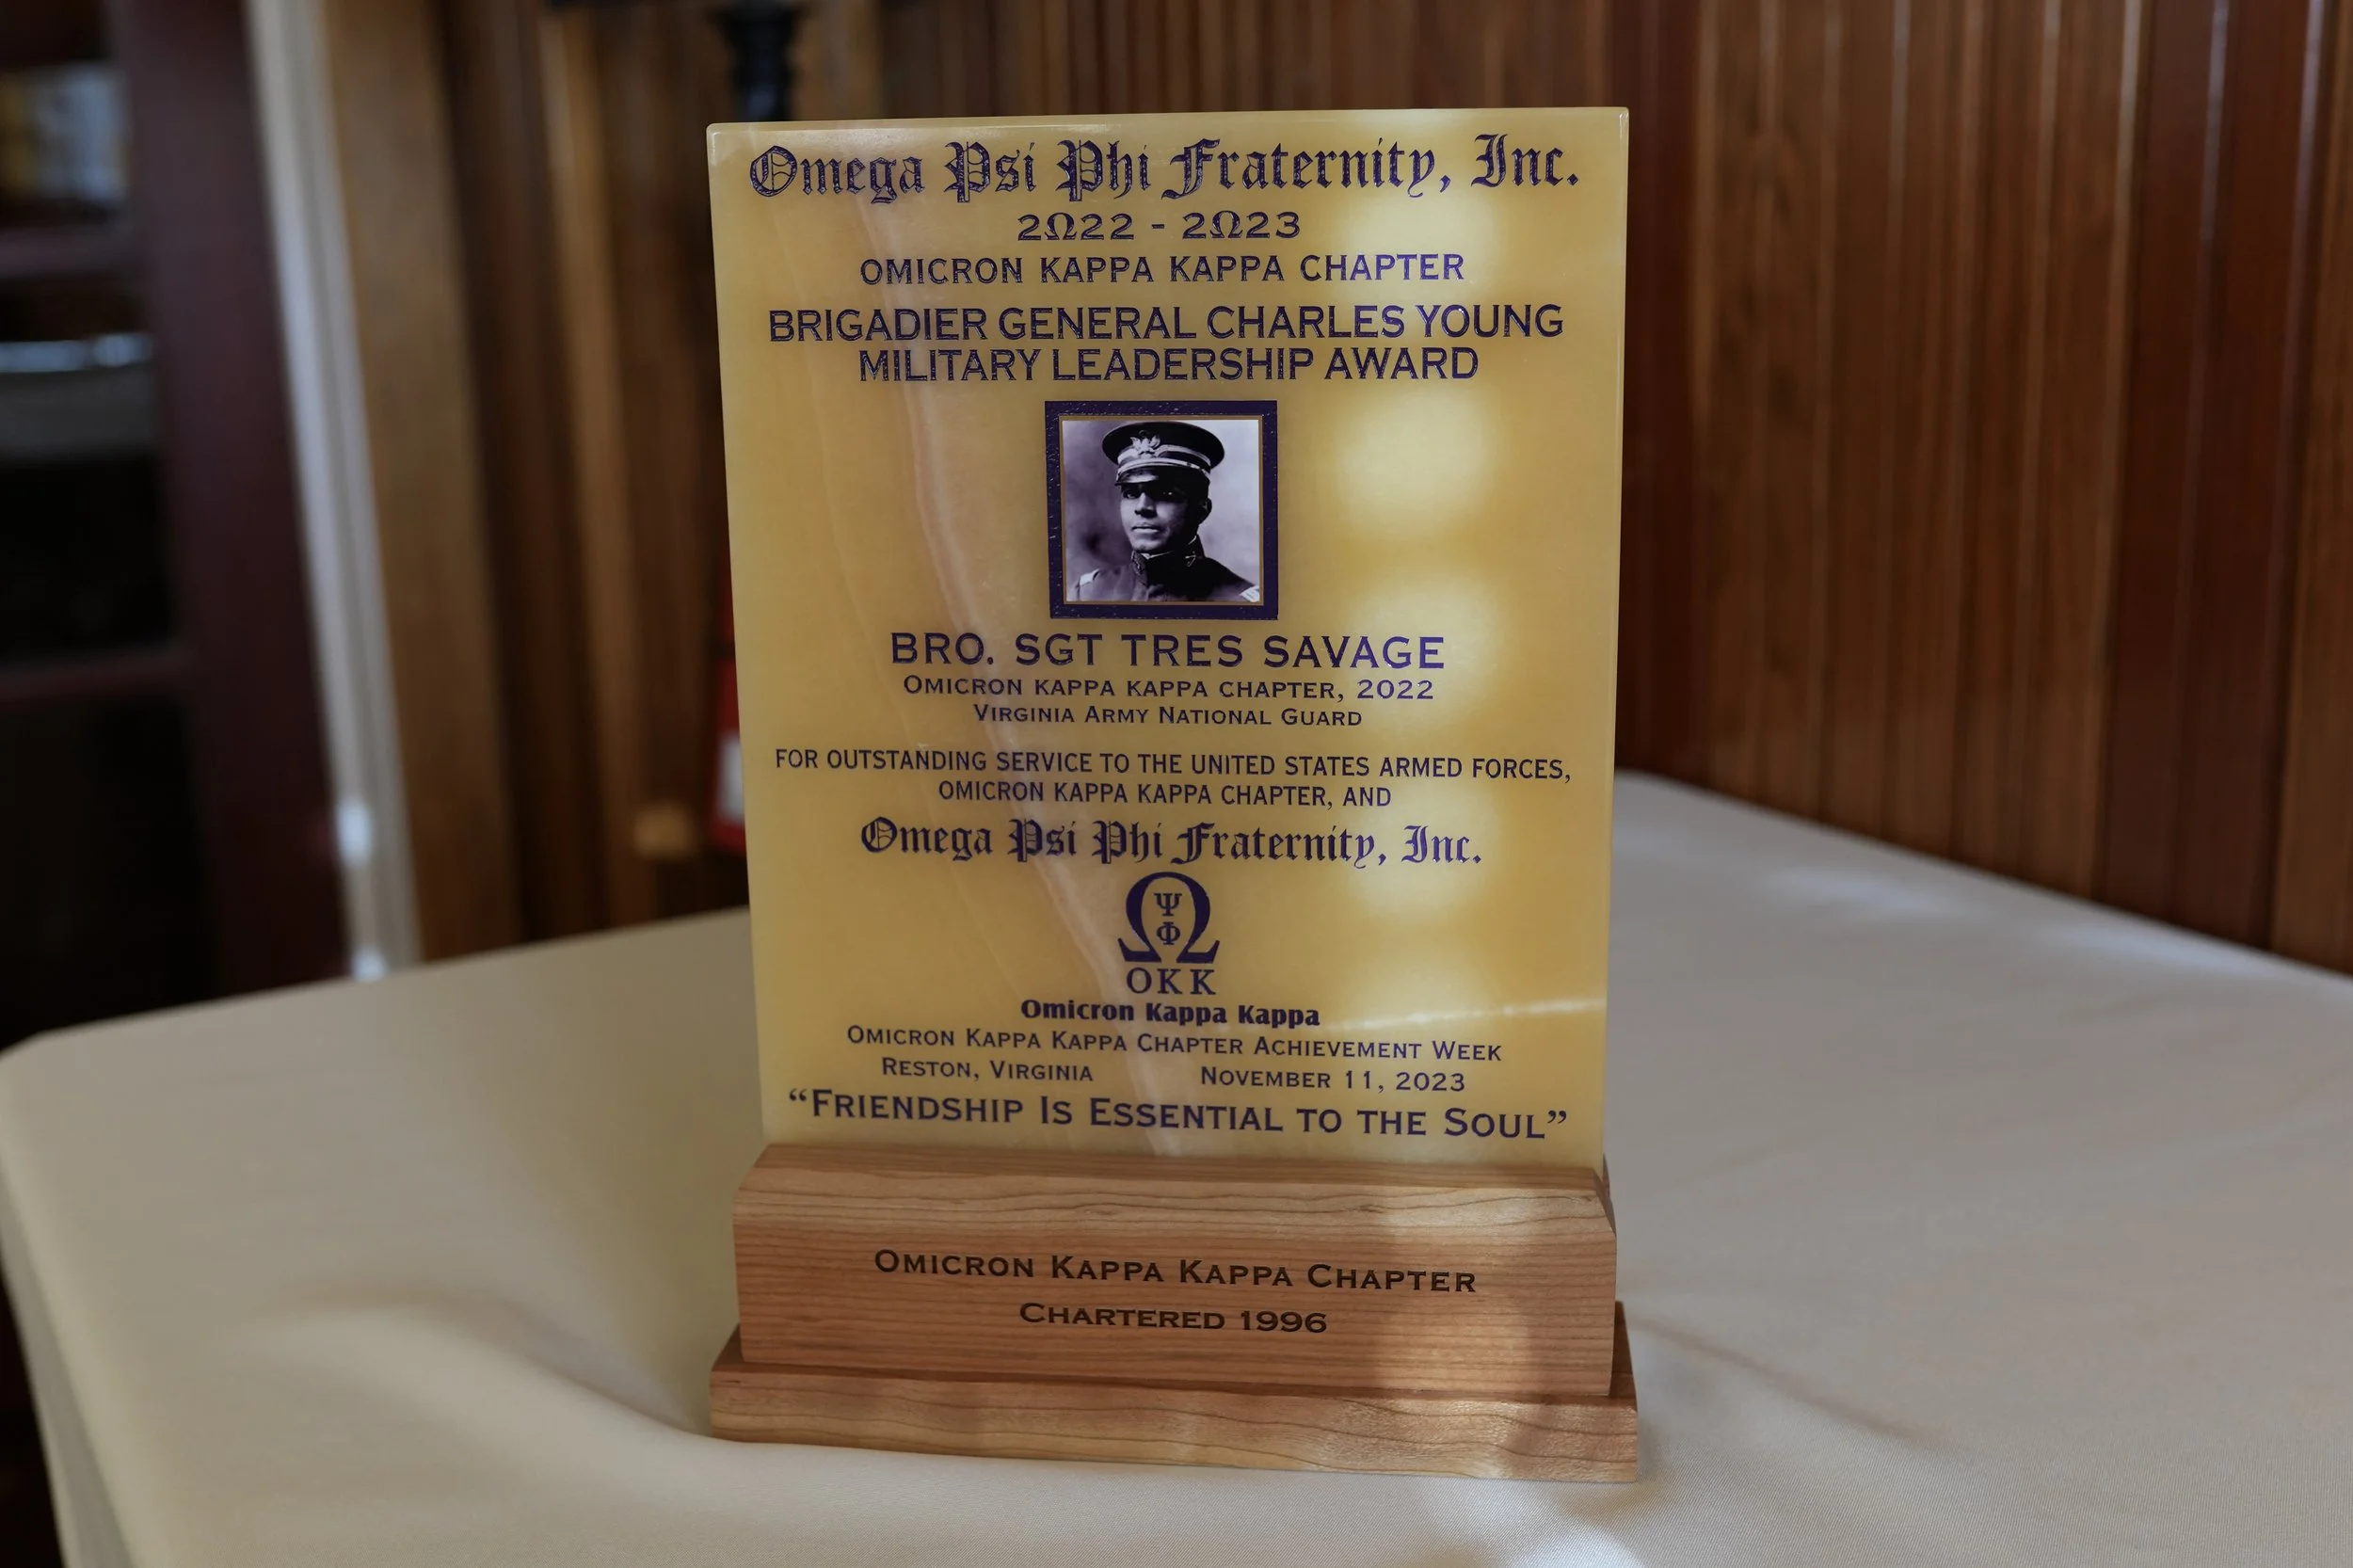 Omega Psi Phi Fraternity, Inc.
2Ω22 - 2Ω23
OMICRON KAPPA KAPPA CHAPTER
BRIGADIER GENERAL CHARLES YOUNG
MILITARY LEADERSHIP AWARD
BRO. SGT TRES SAVAGE
OMICRON KAPPA KAPPA CHAPTER, 2022
VIRGINIA ARMY NATIONAL GUARD
FOR OUTSTANDING SERVICE TO THE UNITED STATES ARMED FORCES,
OMICRON KAPPA KAPPA CHAPTER, AND
Omega Psi Phi Fraternity, Inc.
Ω
Ψ
Φ
OKK
Omicron Kappa Kappa
OMICRON KAPPA KAPPA CHAPTER ACHIEVEMENT WEEK
RESTON, VIRGINIA NOVEMBER 11, 2023
“FRIENDSHIP IS ESSENTIAL TO THE SOUL”
OMICRON KAPPA KAPPA CHAPTER
CHARTERED 1996